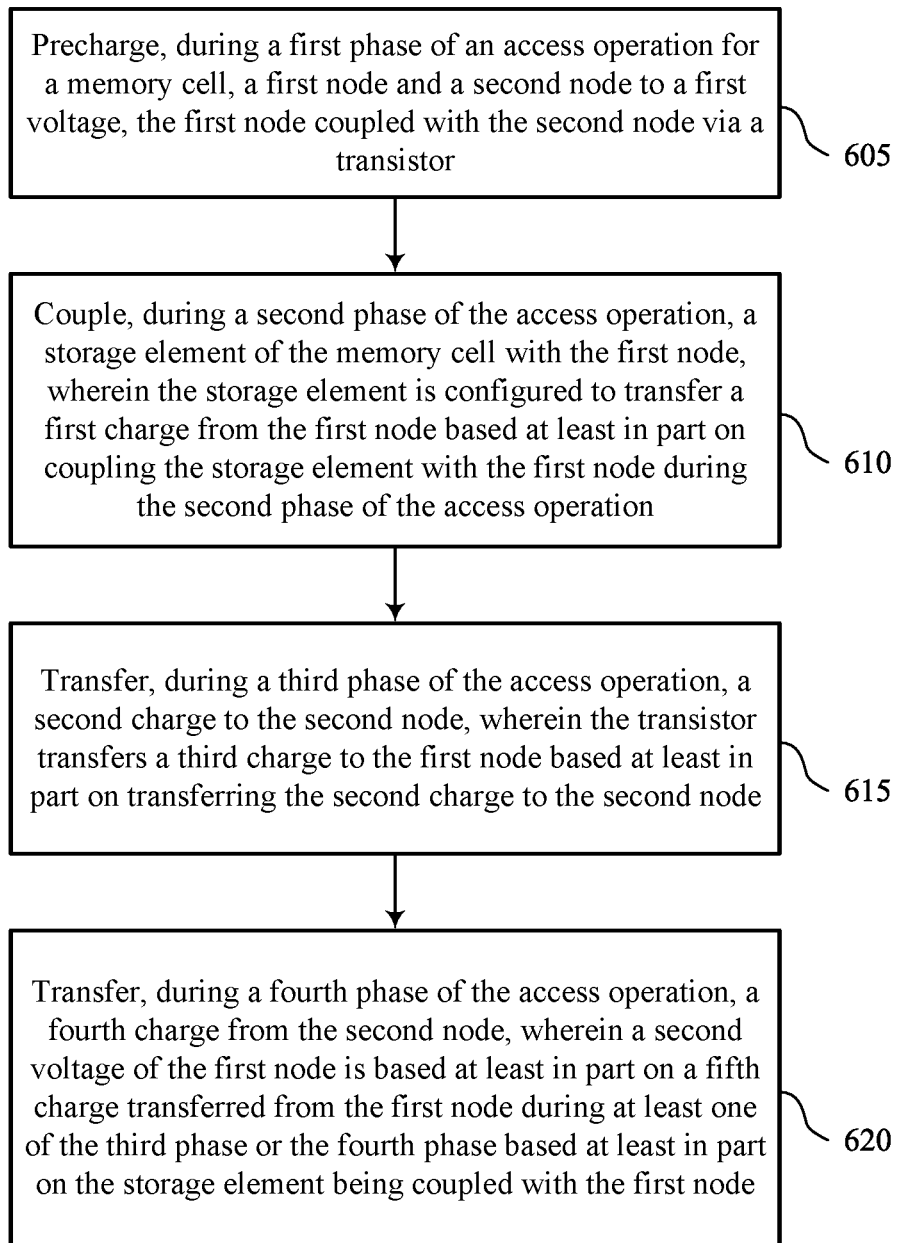 Precharge, during a first phase of an access operation for
a memory cell, a first node and a second node to a first
voltage, the first node coupled with the second node via a
transistor
605
Couple, during a second phase of the access operation, a
storage element of the memory cell with the first node,
wherein the storage element is configured to transfer a
first charge from the first node based at least in part on
coupling the storage element with the first node during
the second phase of the access operation
610
Transfer, during a third phase of the access operation, a
second charge to the second node, wherein the transistor
transfers a third charge to the first node based at least in
part on transferring the second charge to the second node
615
Transfer, during a fourth phase of the access operation, a
fourth charge from the second node, wherein a second
voltage of the first node is based at least in part on a fifth
charge transferred from the first node during at least one
of the third phase or the fourth phase based at least in part
on the storage element being coupled with the first node
620